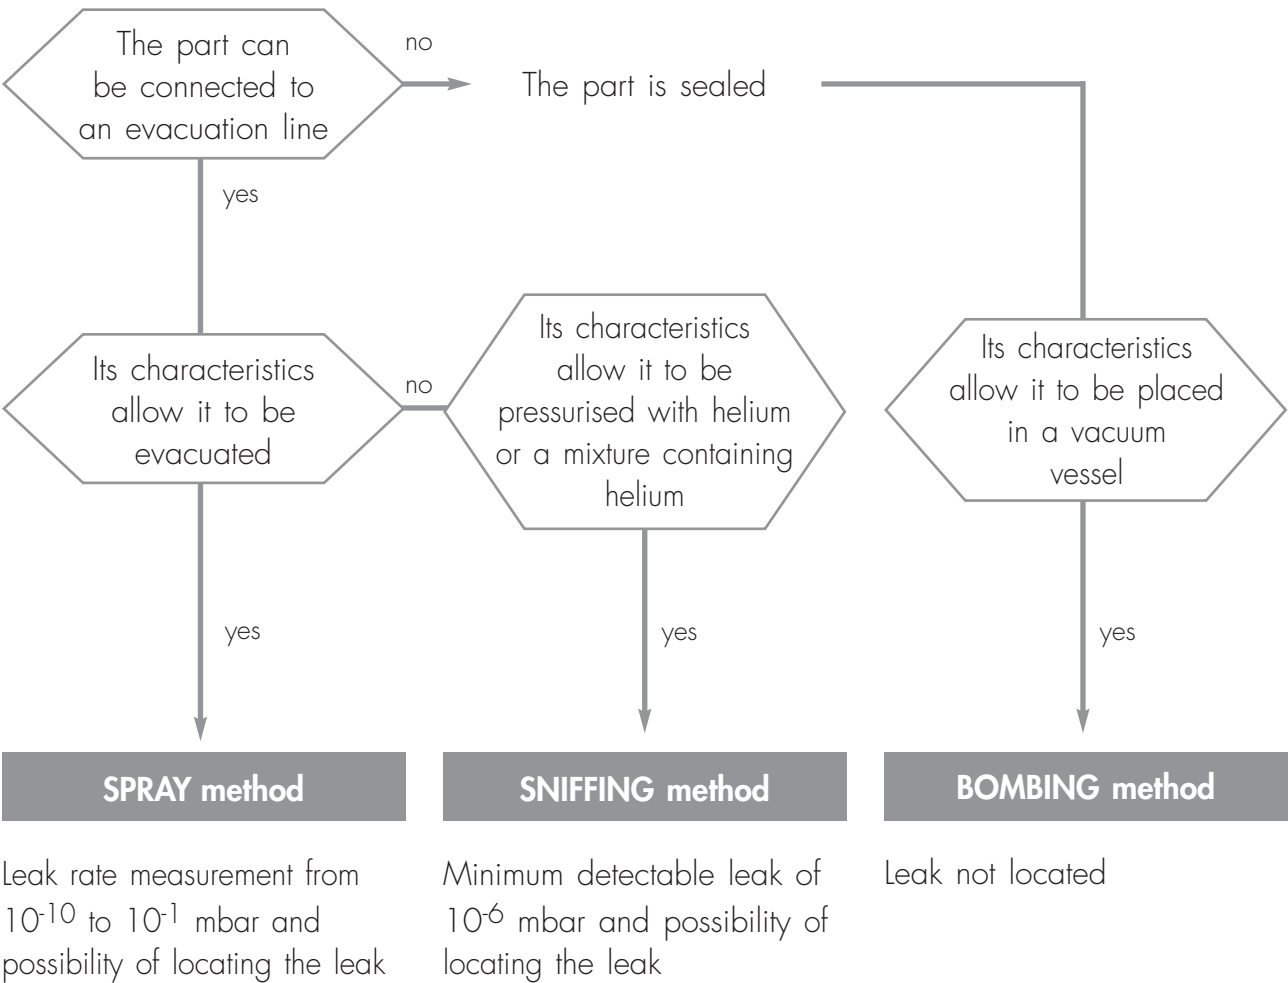 The part can
be connected to
an evacuation line
no
The part is sealed
yes
Its characteristics
allow it to be
evacuated
no
Its characteristics
allow it to be
pressurised with helium
or a mixture containing
helium
Its characteristics
allow it to be placed
in a vacuum
vessel
yes
yes
yes
SPRAY method
SNIFFING method
BOMBING method
Leak rate measurement from
10⁻¹⁰ to 10⁻¹ mbar and
possibility of locating the leak
Minimum detectable leak of
10⁻⁶ mbar and possibility of
locating the leak
Leak not located